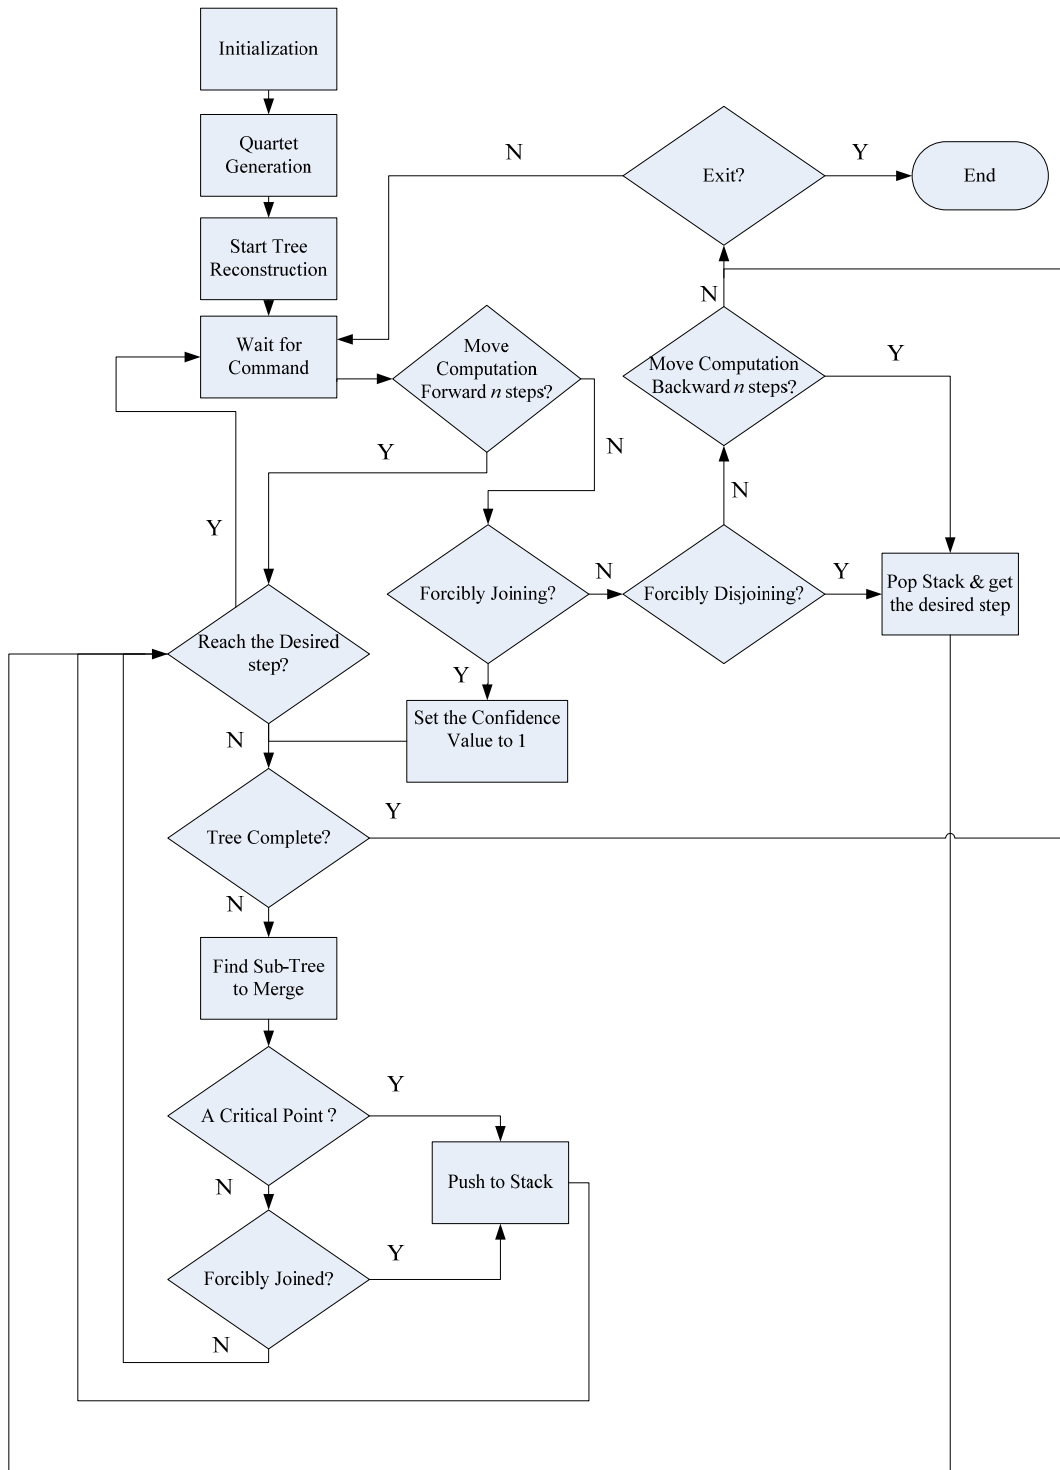 Initialization
Quartet
Generation
N
Exit?
Y
End
Start Tree
Reconstruction
N
Wait for
Command
Move
Computation
Forward n steps?
Move Computation
Backward n steps?
Y
N
Y
N
Y
Forcibly Joining?
N
Forcibly Disjoining?
Y
Pop Stack & get
the desired step
Reach the Desired
step?
Y
Set the Confidence
Value to 1
N
Tree Complete?
Y
N
Find Sub-Tree
to Merge
Y
A Critical Point ?
Push to Stack
N
Y
Forcibly Joined?
N